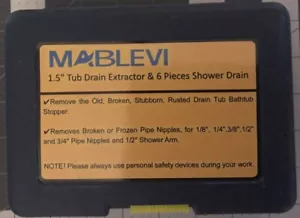 MABLEVI
1.5" Tub Drain Extractor & 6 Pieces Shower Drain
✓Remove the Old, Broken, Stubborn, Rusted Drain Tub Bathtub
Stopper.
✓Removes Broken or Frozen Pipe Nipples, for 1/8", 1/4",3/8",1/2"
and 3/4" Pipe Nipples and 1/2" Shower Arm.
NOTE! Please always use personal safety devices during your work.